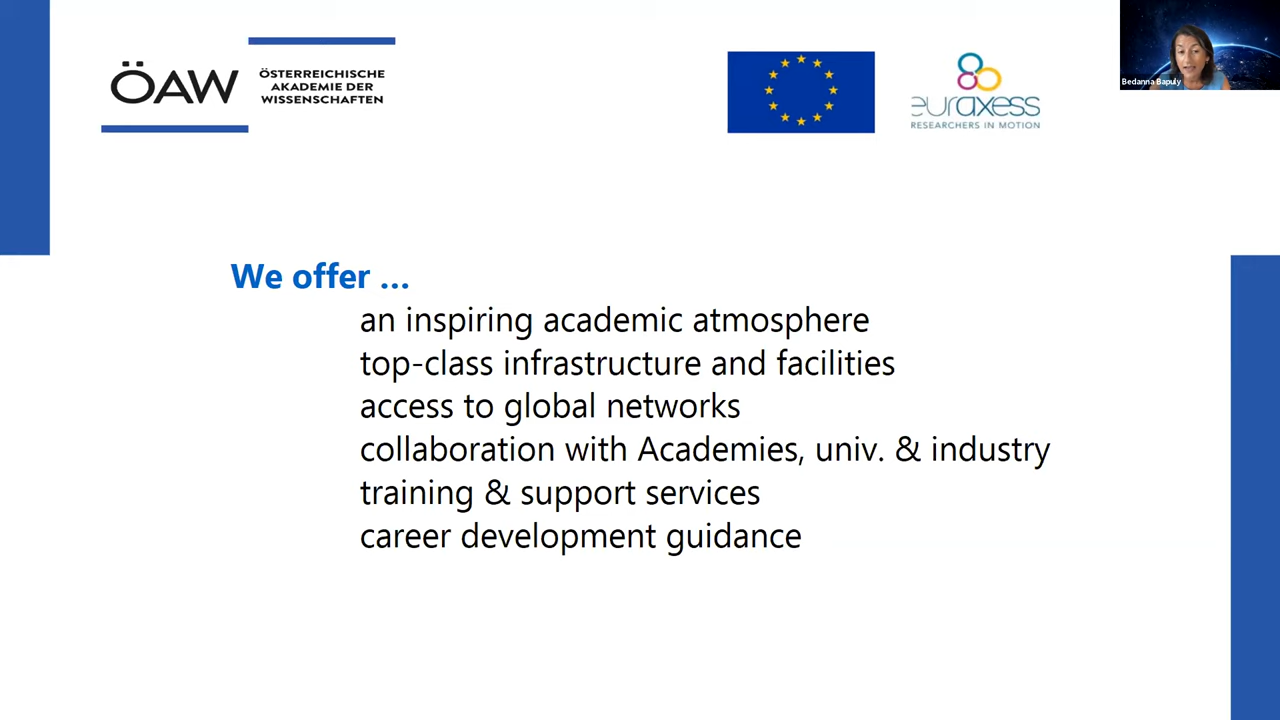 ÖAW
ÖSTERREICHISCHE
AKADEMIE DER
WISSENSCHAFTEN
euraxess
RESEARCHERS IN MOTION
Bedanna Bapuly
We offer ...
an inspiring academic atmosphere
top-class infrastructure and facilities
access to global networks
collaboration with Academies, univ. & industry
training & support services
career development guidance